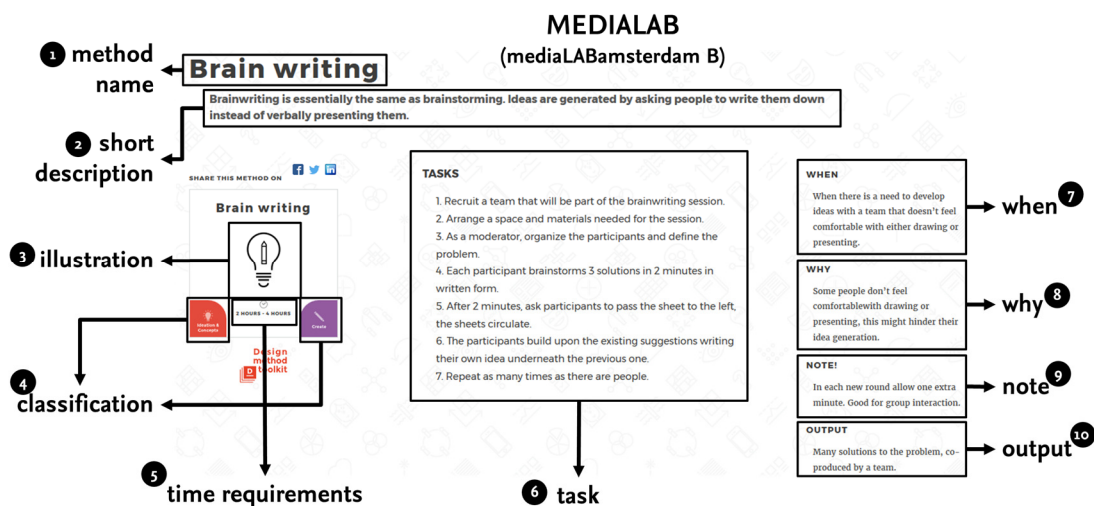 MEDIALAB
(mediaLABamsterdam B)
1 method
name
Brain writing
Brainwriting is essentially the same as brainstorming. Ideas are generated by asking people to write them down
instead of verbally presenting them.
2 short
description
SHARE THIS METHOD ON
Brain writing
3 illustration
Ideation &
Concepts
2 HOURS - 4 HOURS
Create
Design
method
toolkit
D
4
classification
5
time requirements
TASKS
1. Recruit a team that will be part of the brainwriting session.
2. Arrange a space and materials needed for the session.
3. As a moderator, organize the participants and define the
problem.
4. Each participant brainstorms 3 solutions in 2 minutes in
written form.
5. After 2 minutes, ask participants to pass the sheet to the left,
the sheets circulate.
6. The participants build upon the existing suggestions writing
their own idea underneath the previous one.
7. Repeat as many times as there are people.
6 task
WHEN
When there is a need to develop
ideas with a team that doesn't feel
comfortable with either drawing or
presenting.
when 7
WHY
Some people don't feel
comfortablewith drawing or
presenting, this might hinder their
idea generation.
why 8
NOTE!
In each new round allow one extra
minute. Good for group interaction.
note 9
OUTPUT
Many solutions to the problem, co-
produced by a team.
output 10